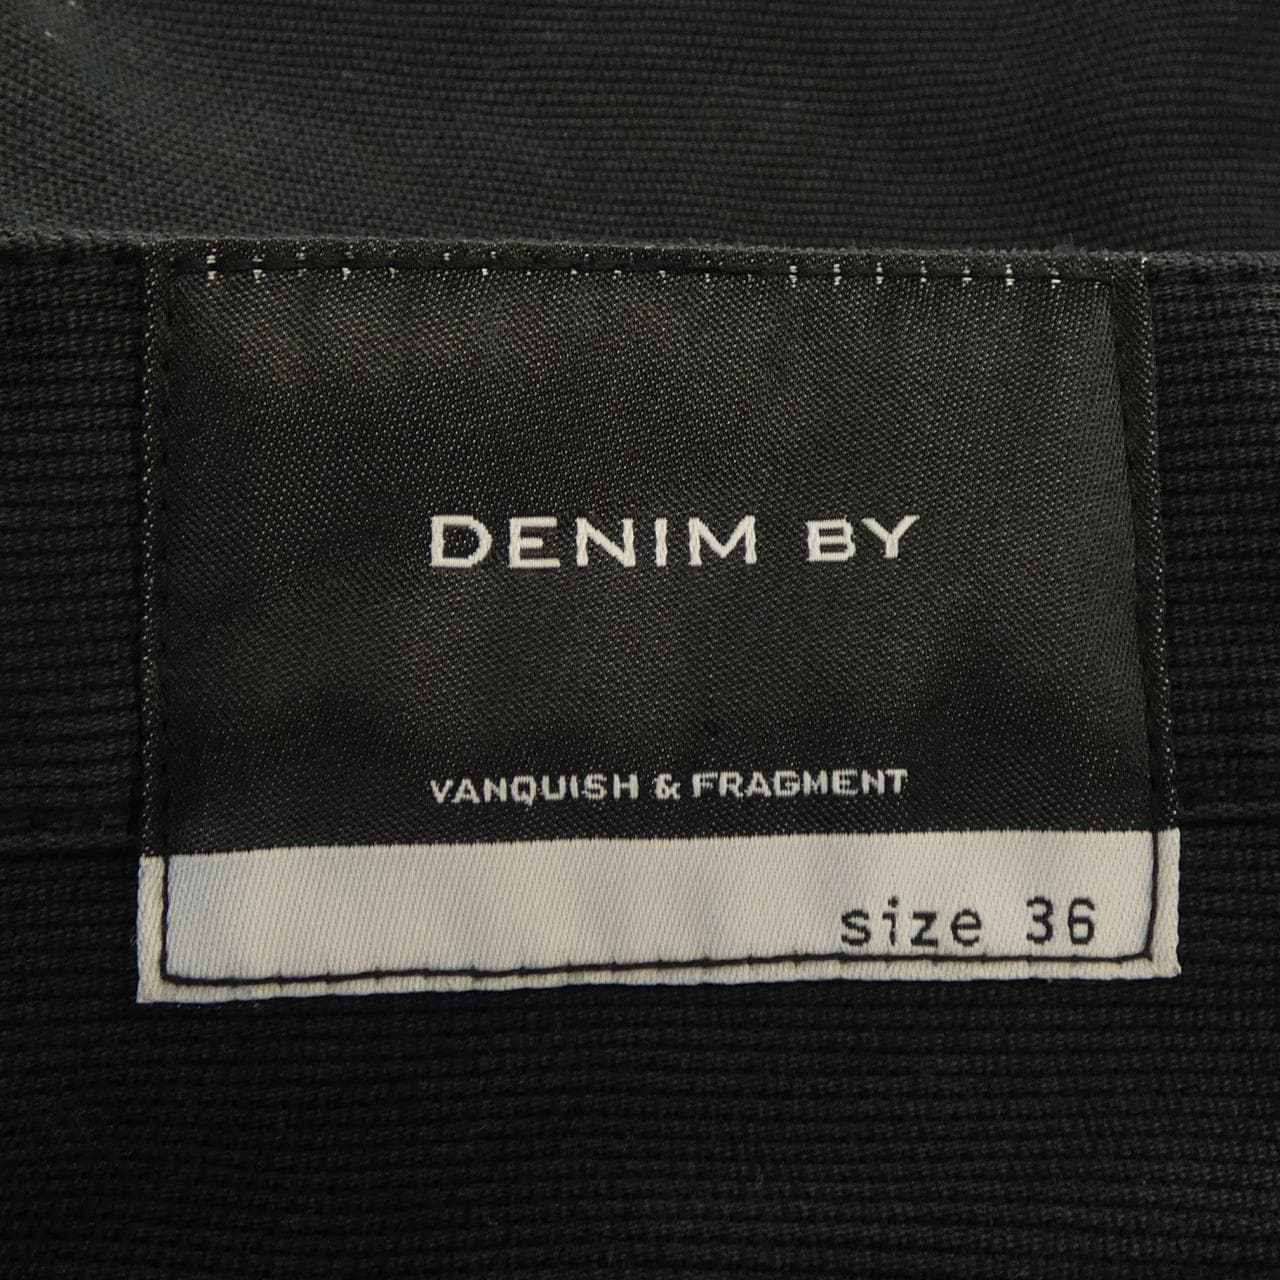 DENIM BY
VANQUISH & FRAGMENT
size 36